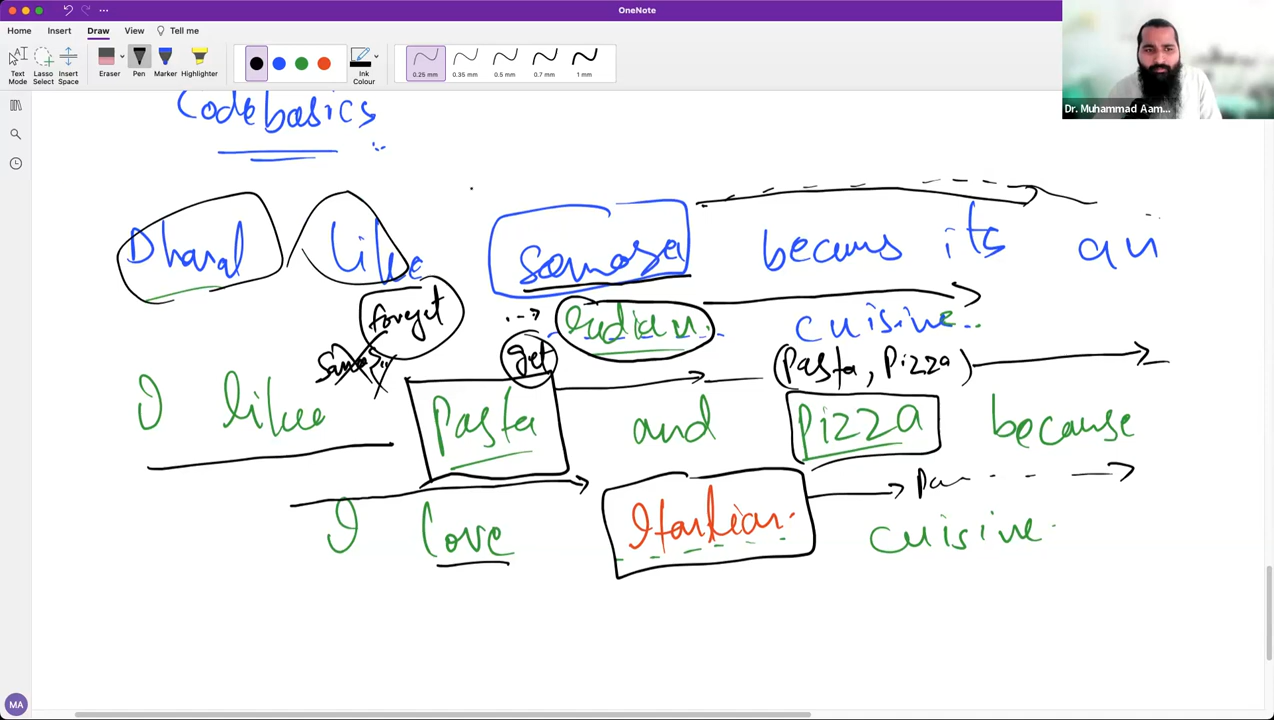 OneNote
Home Insert Draw View Tell me
Text Mode Lasso Select Insert Space Eraser Pen Marker Highlighter Ink Colour 0.25 mm 0.35 mm 0.5 mm 0.7 mm 1 mm
Dr. Muhammad Aam...
Codebasics
Dhaval like samosa becaus its an
forget indian cuisine..
get (Pasta, Pizza)
I like Pasta and Pizza because
I love Itanlian. cuisine.
MA